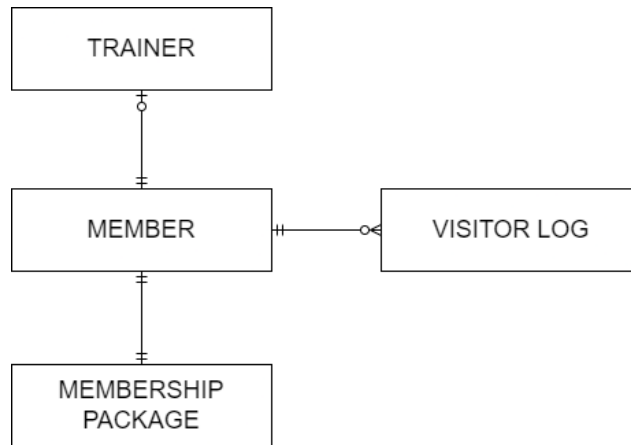 TRAINER
MEMBER
VISITOR LOG
MEMBERSHIP
PACKAGE